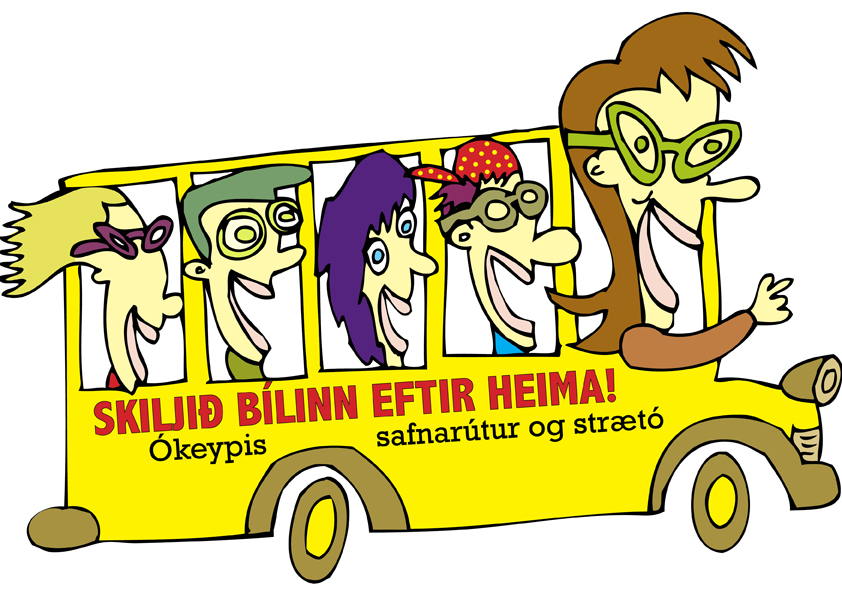 SKILJIÐ BÍLINN EFTIR HEIMA!
Ókeypis safnarútur og strætó